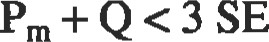 Pₘ + Q < 3 SE